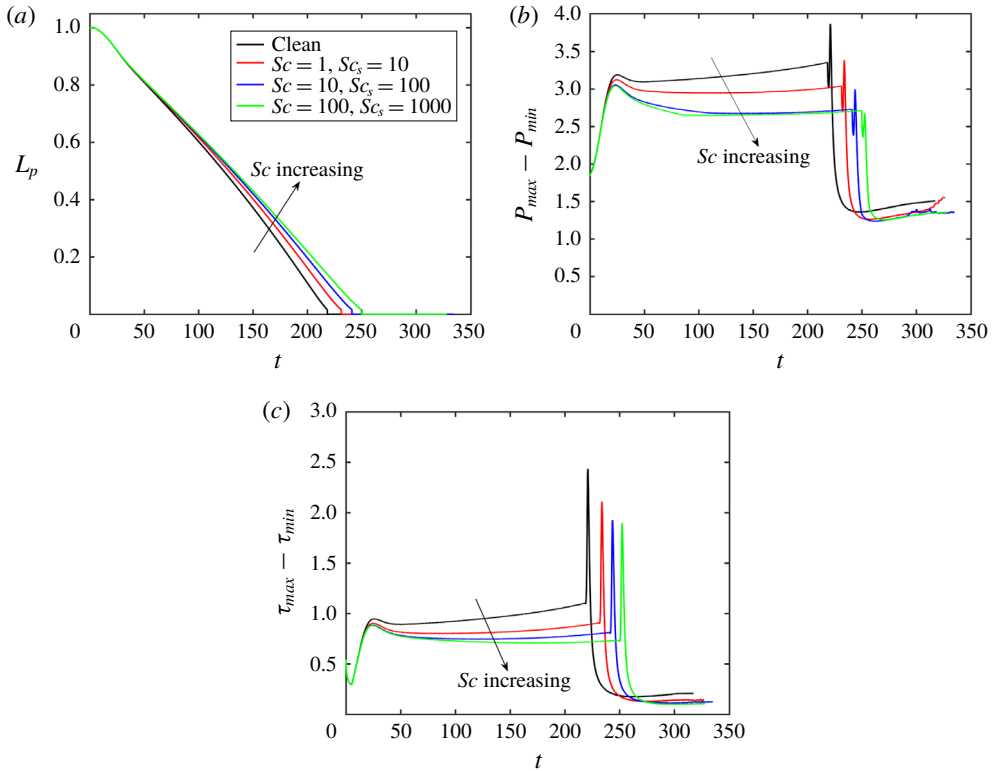 (a)
Clean
Sc = 1, Sc_s = 10
Sc = 10, Sc_s = 100
Sc = 100, Sc_s = 1000
Sc increasing
L_p
1.0
0.8
0.6
0.4
0.2
0 50 100 150 200 250 300 350
t
(b)
P_max − P_min
4.0
3.5
3.0
2.5
2.0
1.5
1.0
0.5
Sc increasing
0 50 100 150 200 250 300 350
t
(c)
τ_max − τ_min
3.0
2.5
2.0
1.5
1.0
0.5
Sc increasing
0 50 100 150 200 250 300 350
t